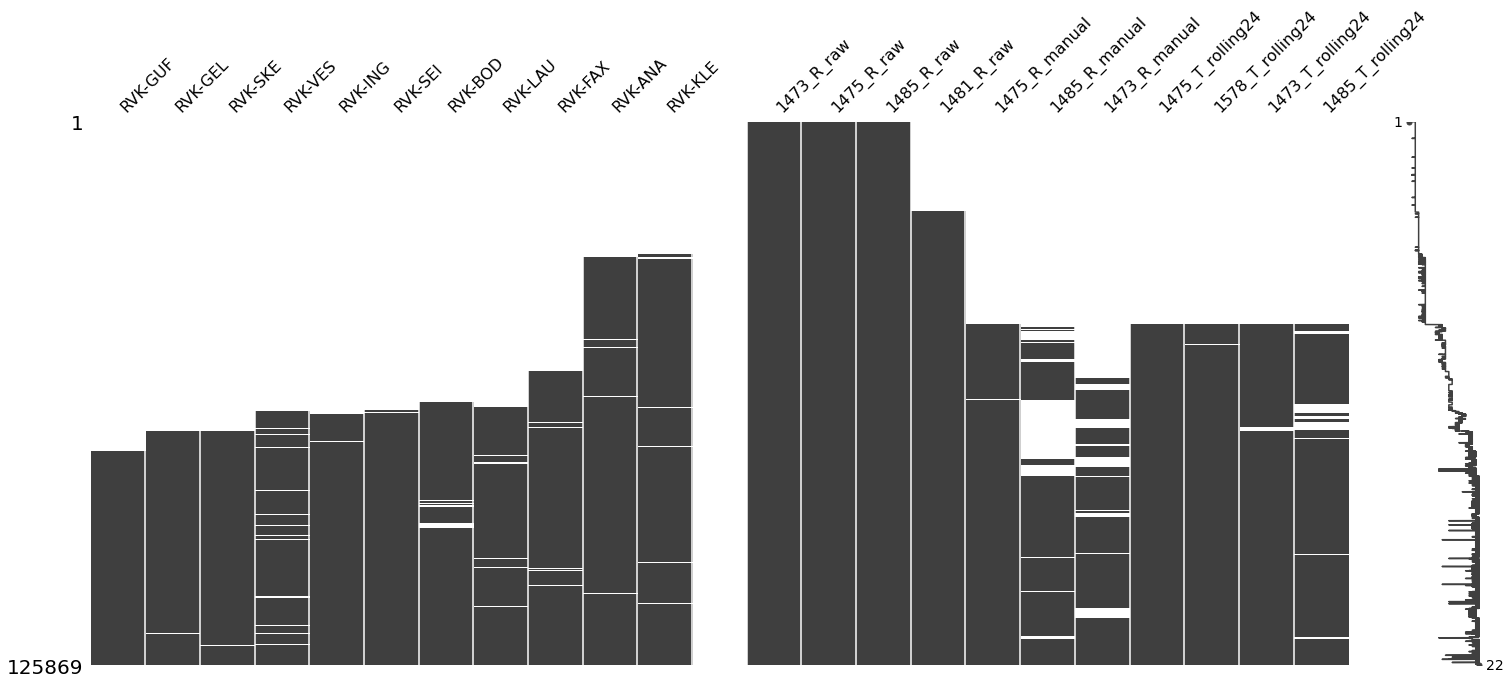 RVK-GUF
RVK-GEL
RVK-SKE
RVK-VES
RVK-ING
RVK-SEI
RVK-BOD
RVK-LAU
RVK-FAX
RVK-ANA
RVK-KLE
1473_R_raw
1475_R_raw
1485_R_raw
1481_R_raw
1475_R_manual
1485_R_manual
1473_R_manual
1475_T_rolling24
1578_T_rolling24
1473_T_rolling24
1485_T_rolling24
1
1
125869
22